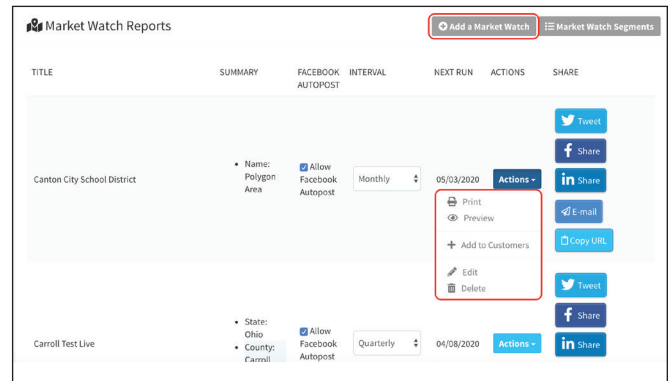 Market Watch Reports
Add a Market Watch
Market Watch Segments
TITLE SUMMARY FACEBOOK AUTOPOST INTERVAL NEXT RUN ACTIONS SHARE
Canton City School District
• Name:
Polygon
Area
Allow
Facebook
Autopost
Monthly
05/03/2020
Actions
Print
Preview
Add to Customers
Edit
Delete
Tweet
Share
in Share
E-mail
Copy URL
Carroll Test Live
• State:
Ohio
• County:
Carroll
Allow
Facebook
Autopost
Quarterly
04/08/2020
Actions
Tweet
Share
in Share